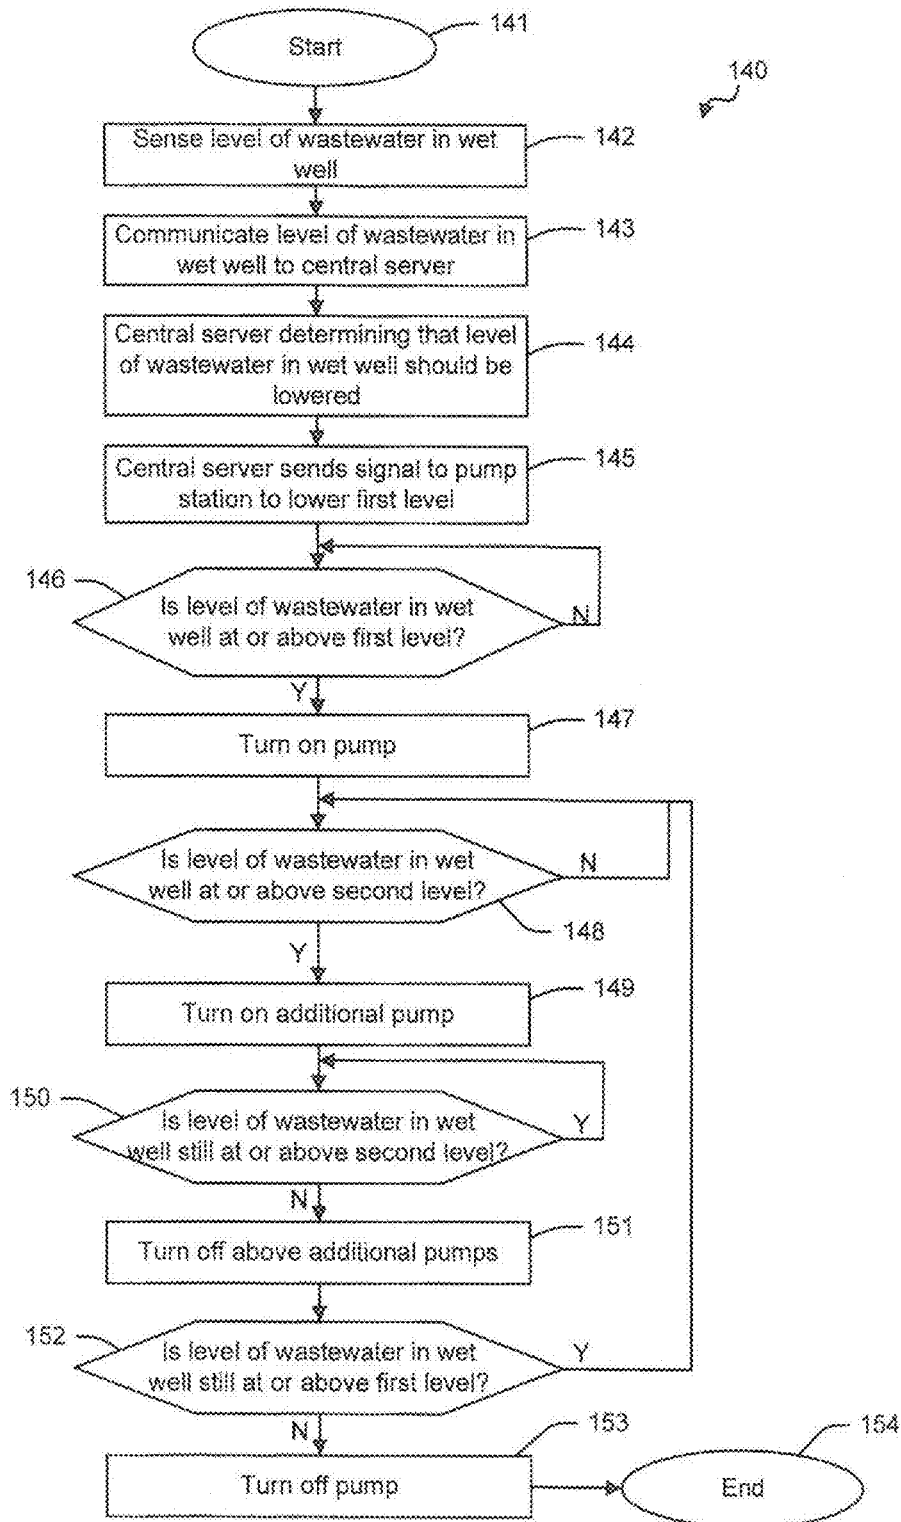 Start
141
140
Sense level of wastewater in wet
well
142
Communicate level of wastewater in
wet well to central server
143
Central server determining that level
of wastewater in wet well should be
lowered
144
Central server sends signal to pump
station to lower first level
145
146
Is level of wastewater in wet
well at or above first level?
N
Y
Turn on pump
147
Is level of wastewater in wet
well at or above second level?
N
148
Y
Turn on additional pump
149
150
Is level of wastewater in wet
well still at or above second level?
Y
N
Turn off above additional pumps
151
152
Is level of wastewater in wet
well still at or above first level?
Y
N
Turn off pump
153
End
154